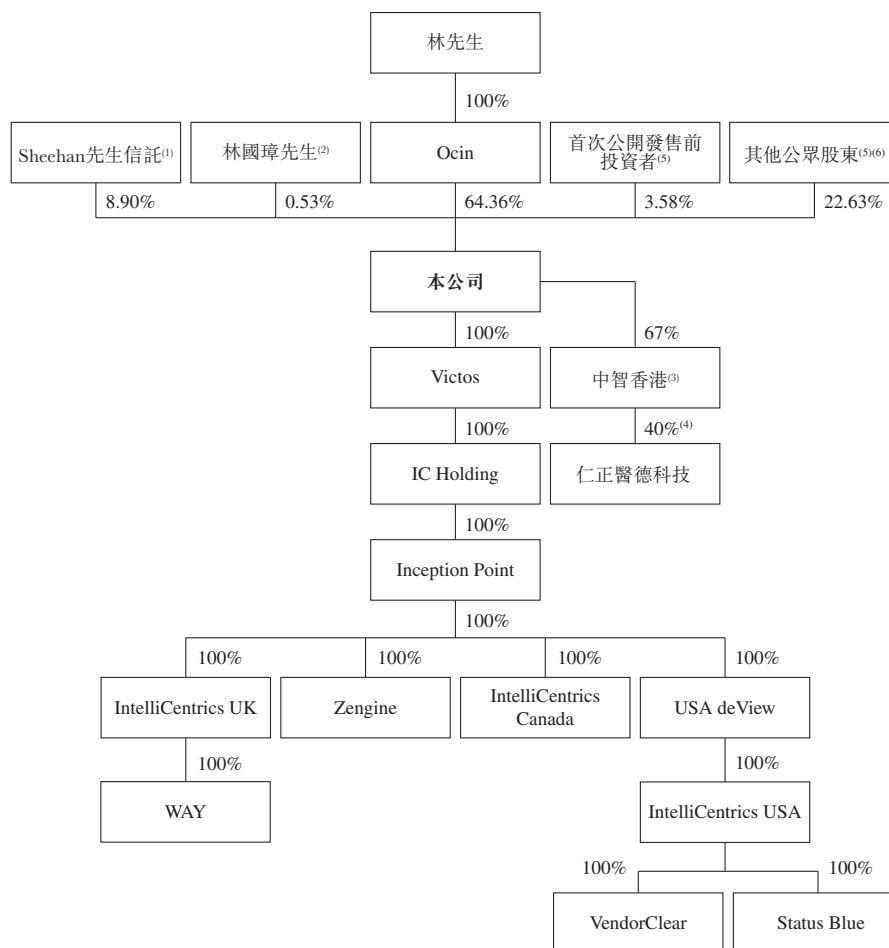 林先生
100%
Sheehan先生信託(1)
林國璋先生(2)
Ocin
首次公開發售前
投資者(5)
其他公眾股東(5)(6)
8.90%
0.53%
64.36%
3.58%
22.63%
本公司
100%
67%
Victos
中智香港(3)
100%
40%(4)
IC Holding
仁正醫德科技
100%
Inception Point
100%
100%
100%
100%
100%
IntelliCentrics UK
Zengine
IntelliCentrics
Canada
USA deView
100%
100%
WAY
IntelliCentrics USA
100%
100%
VendorClear
Status Blue